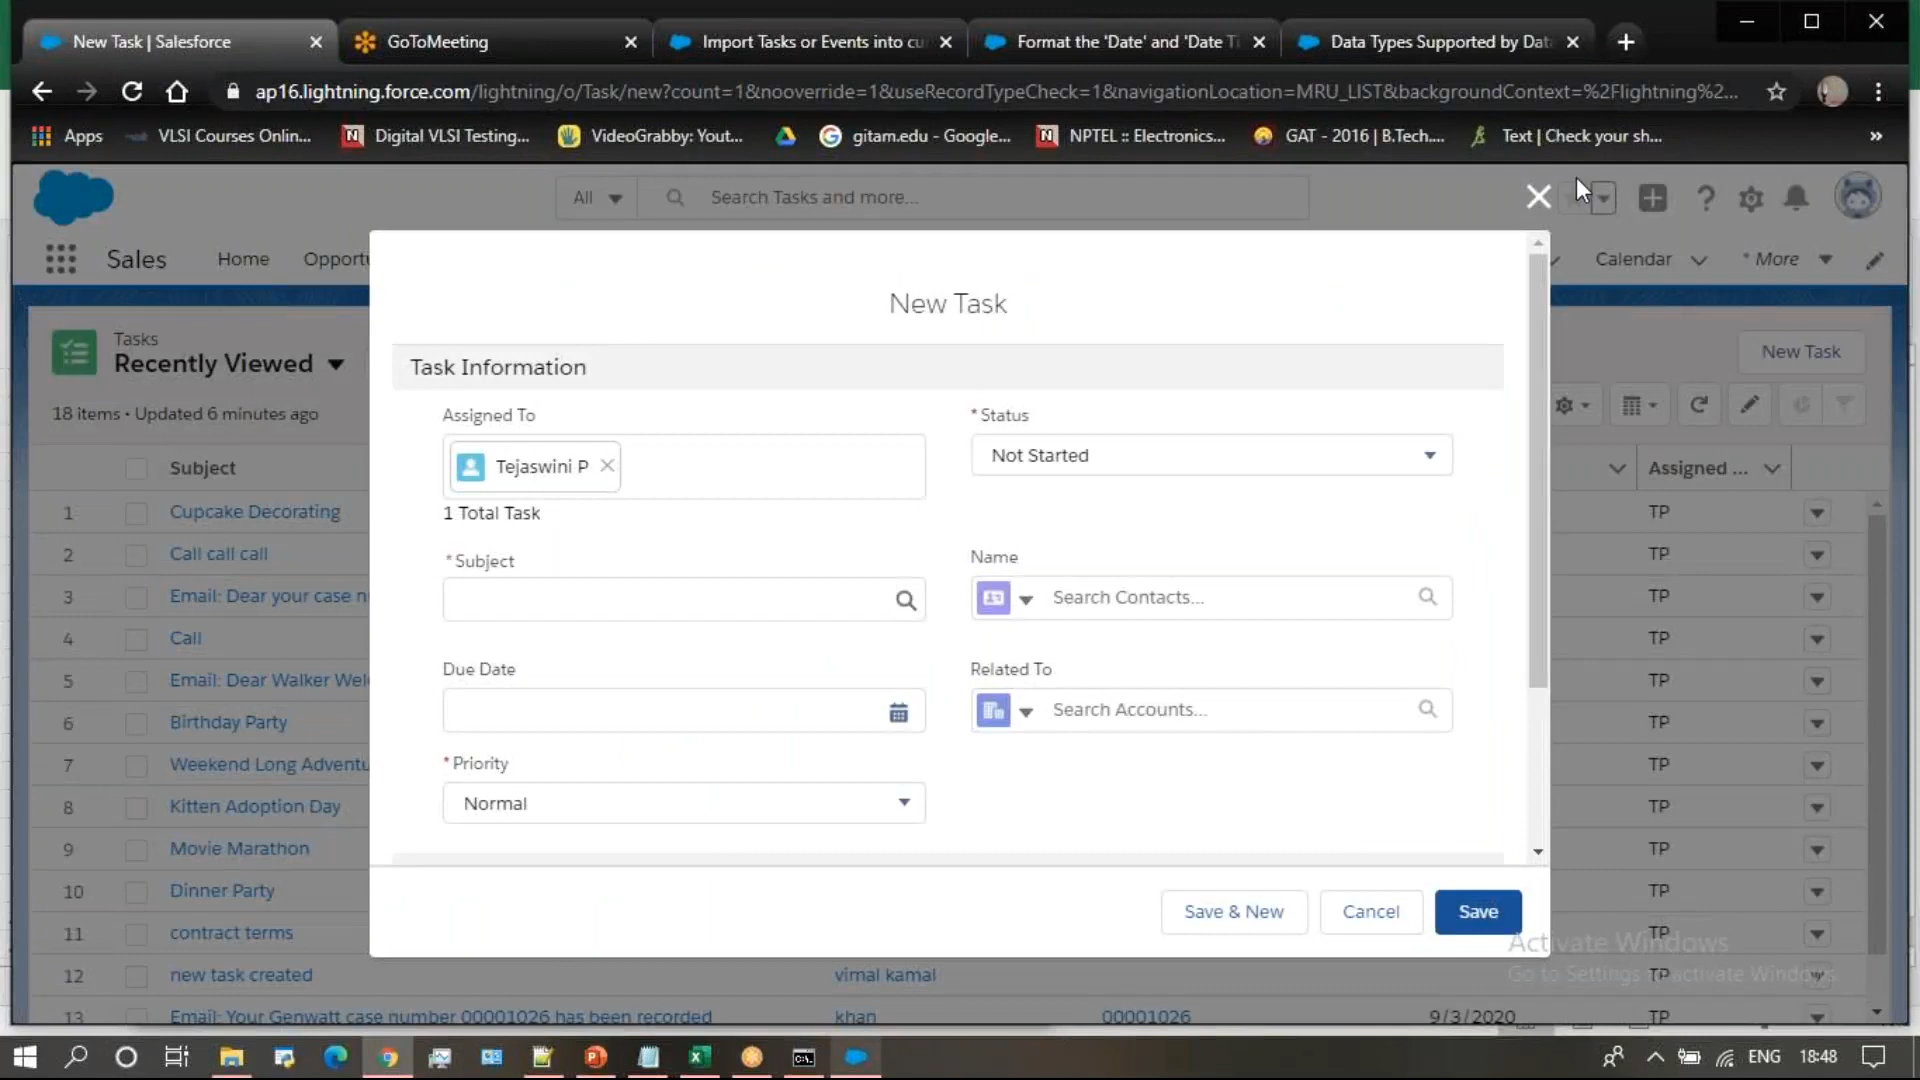 New Task | Salesforce
GoToMeeting
Import Tasks or Events into cu
Format the 'Date' and 'Date Ti
Data Types Supported by Data
ap16.lightning.force.com/lightning/o/Task/new?count=1&nooverride=1&useRecordTypeCheck=1&navigationLocation=MRU_LIST&backgroundContext=%2Flightning%2...
Apps
VLSI Courses Onlin...
Digital VLSI Testing...
VideoGrabby: Yout...
gitam.edu - Google...
NPTEL :: Electronics...
GAT - 2016 | B.Tech....
Text | Check your sh...
All
Search Tasks and more...
Sales
Home
Opportu
Calendar
* More
Tasks
Recently Viewed
18 items • Updated 6 minutes ago
New Task
Subject
Assigned ...
1 Cupcake Decorating TP
2 Call call call TP
3 Email: Dear your case n TP
4 Call TP
5 Email: Dear Walker Wel TP
6 Birthday Party TP
7 Weekend Long Adventu TP
8 Kitten Adoption Day TP
9 Movie Marathon TP
10 Dinner Party TP
11 contract terms TP
12 new task created vimal kamal TP
13 Email: Your Genwatt case number 00001026 has been recorded khan 00001026 9/3/2020 TP
New Task
Task Information
Assigned To
Tejaswini P
1 Total Task
* Status
Not Started
* Subject
Name
Search Contacts...
Due Date
Related To
Search Accounts...
* Priority
Normal
Save & New
Cancel
Save
Activate Windows
Go to Settings to activate Windows.
ENG
18:48